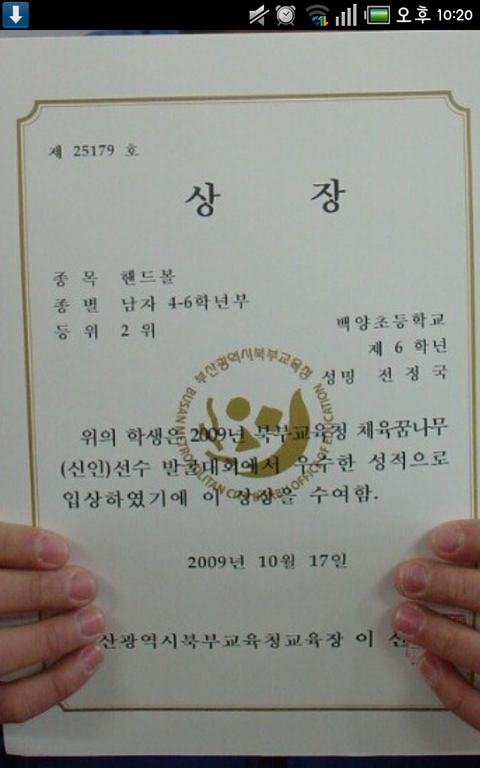 오후 10:20
제 25179 호
상 장
종 목 핸드볼
종 별 남자 4-6학년부
등 위 2 위
백양초등학교
제 6 학년
성명 전 정 국
부산광역시북부교육청
BUSAN METROPOLITAN CITY BUKBU OFFICE OF EDUCATION
위의 학생은 2009년 북부교육청 체육꿈나무
(신인)선수 발굴대회에서 우수한 성적으로
입상하였기에 이 상장을 수여함.
2009년 10월 17일
산광역시북부교육청교육장 이